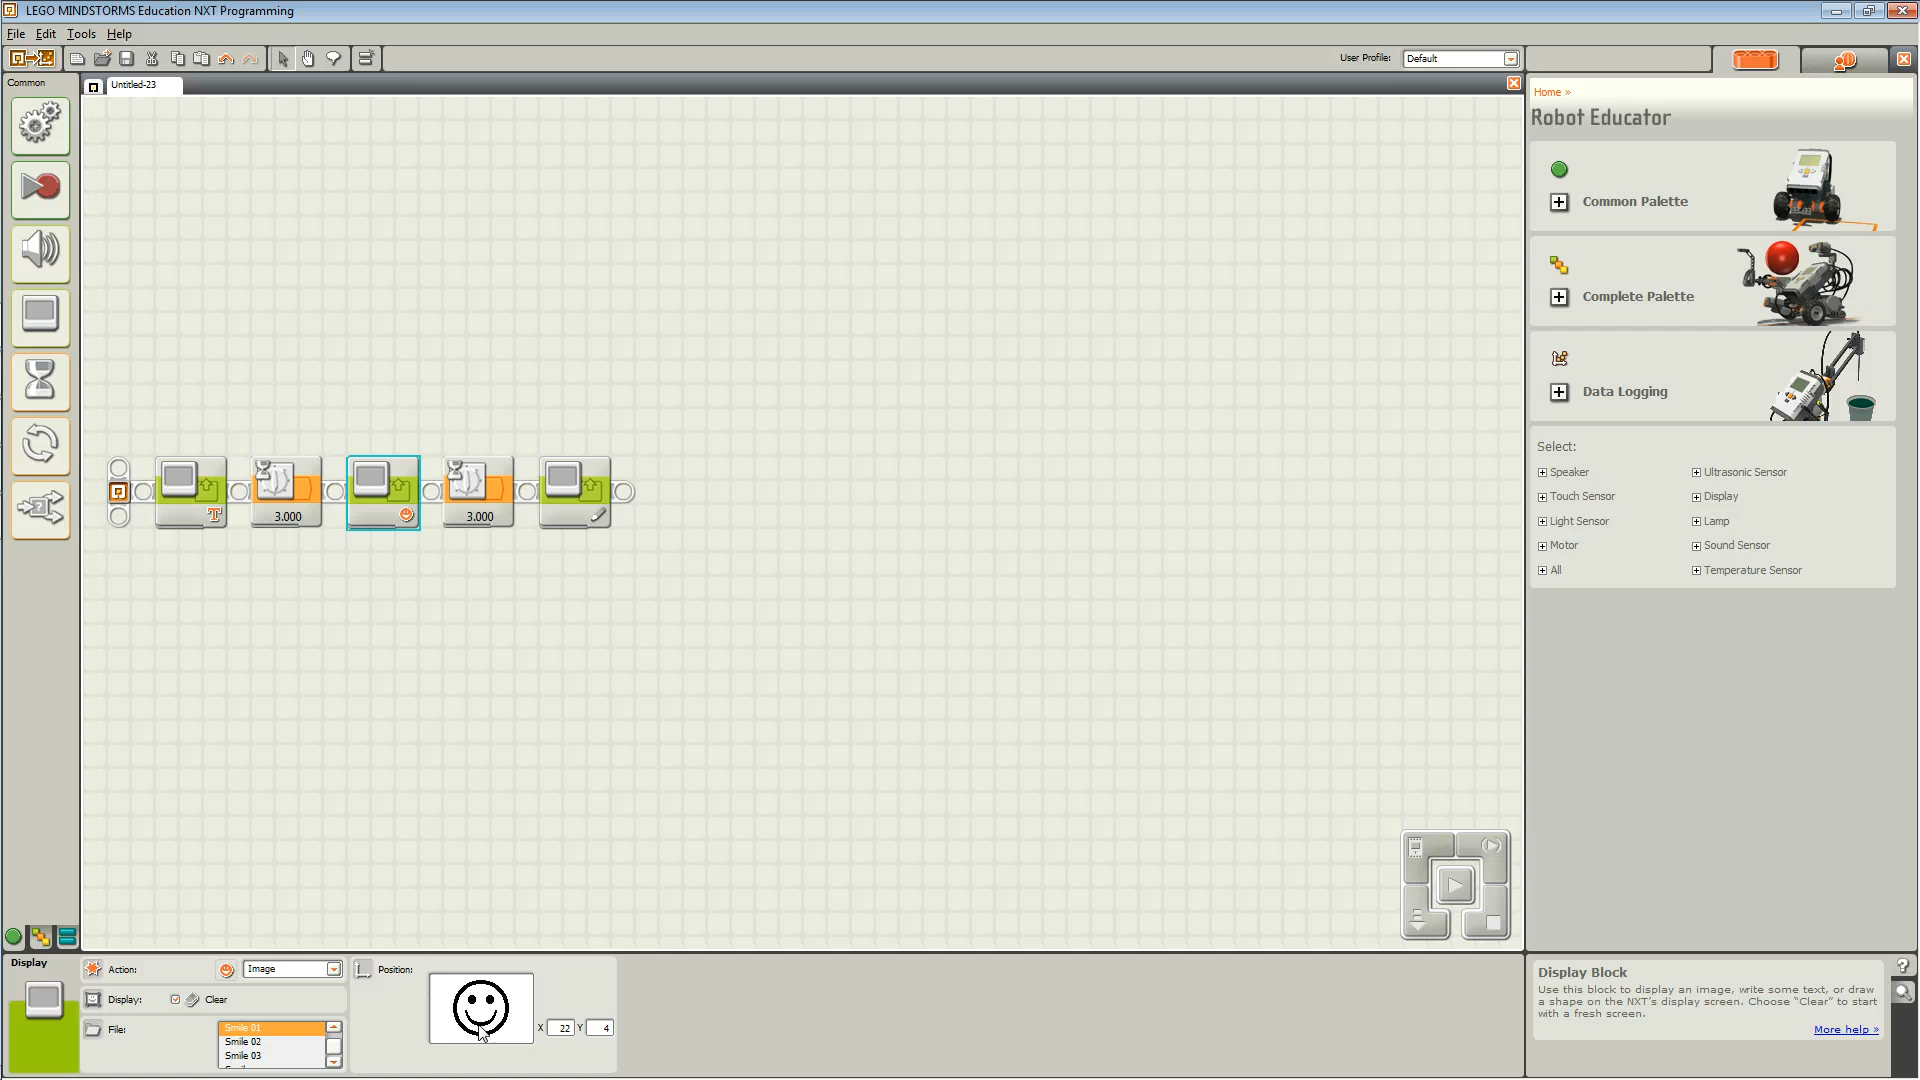 LEGO MINDSTORMS Education NXT Programming
File Edit Tools Help
User Profile: Default
Common
Untitled-23
Home »
Robot Educator
Common Palette
Complete Palette
Data Logging
Select:
Speaker Ultrasonic Sensor
Touch Sensor Display
Light Sensor Lamp
Motor Sound Sensor
All Temperature Sensor
T
3.000 3.000
Display
Action: Image
Position:
Display: Clear
File: Smile 01
Smile 02
Smile 03
X 22 Y 4
Display Block
Use this block to display an image, write some text, or draw
a shape on the NXT's display screen. Choose "Clear" to start
with a fresh screen.
More help »